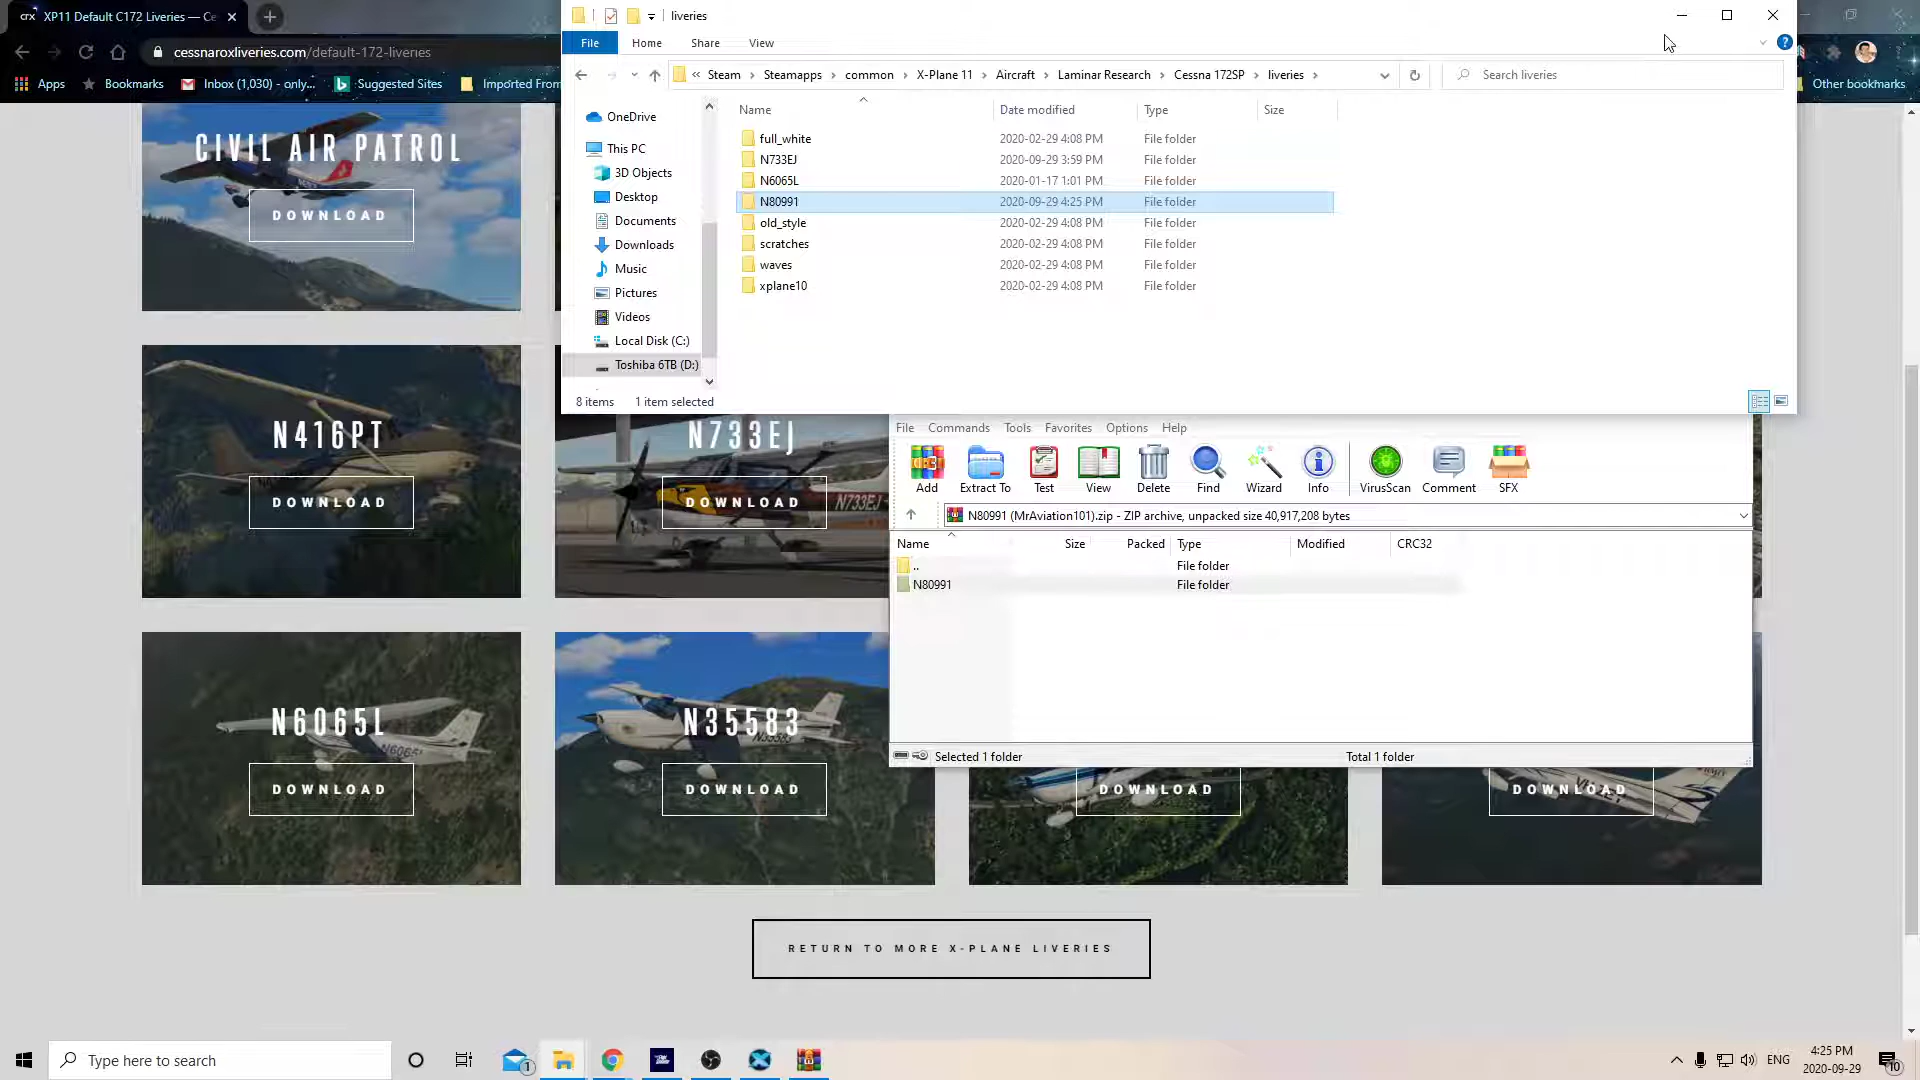 XP11 Default C172 Liveries — Ce
cessnaroxliveries.com/default-172-liveries
Apps
Bookmarks
Inbox (1,030) - only...
Suggested Sites
Imported From
Other bookmarks
liveries
File
Home
Share
View
« Steam > Steamapps > common > X-Plane 11 > Aircraft > Laminar Research > Cessna 172SP > liveries >
Search liveries
OneDrive
This PC
3D Objects
Desktop
Documents
Downloads
Music
Pictures
Videos
Local Disk (C:)
Toshiba 6TB (D:)
Name Date modified Type Size
full_white 2020-02-29 4:08 PM File folder
N733EJ 2020-09-29 3:59 PM File folder
N6065L 2020-01-17 1:01 PM File folder
N80991 2020-09-29 4:25 PM File folder
old_style 2020-02-29 4:08 PM File folder
scratches 2020-02-29 4:08 PM File folder
waves 2020-02-29 4:08 PM File folder
xplane10 2020-02-29 4:08 PM File folder
8 items 1 item selected
File Commands Tools Favorites Options Help
Add Extract To Test View Delete Find Wizard Info VirusScan Comment SFX
N80991 (MrAviation101).zip - ZIP archive, unpacked size 40,917,208 bytes
Name Size Packed Type Modified CRC32
.. File folder
N80991 File folder
Selected 1 folder Total 1 folder
CIVIL AIR PATROL
DOWNLOAD
N416PT
DOWNLOAD
N733EJ
DOWNLOAD
N733EJ
N6065L
N6065L
DOWNLOAD
N35583
N35583
DOWNLOAD
DOWNLOAD
DOWNLOAD
RETURN TO MORE X-PLANE LIVERIES
Type here to search
1
ENG
4:25 PM
2020-09-29
10